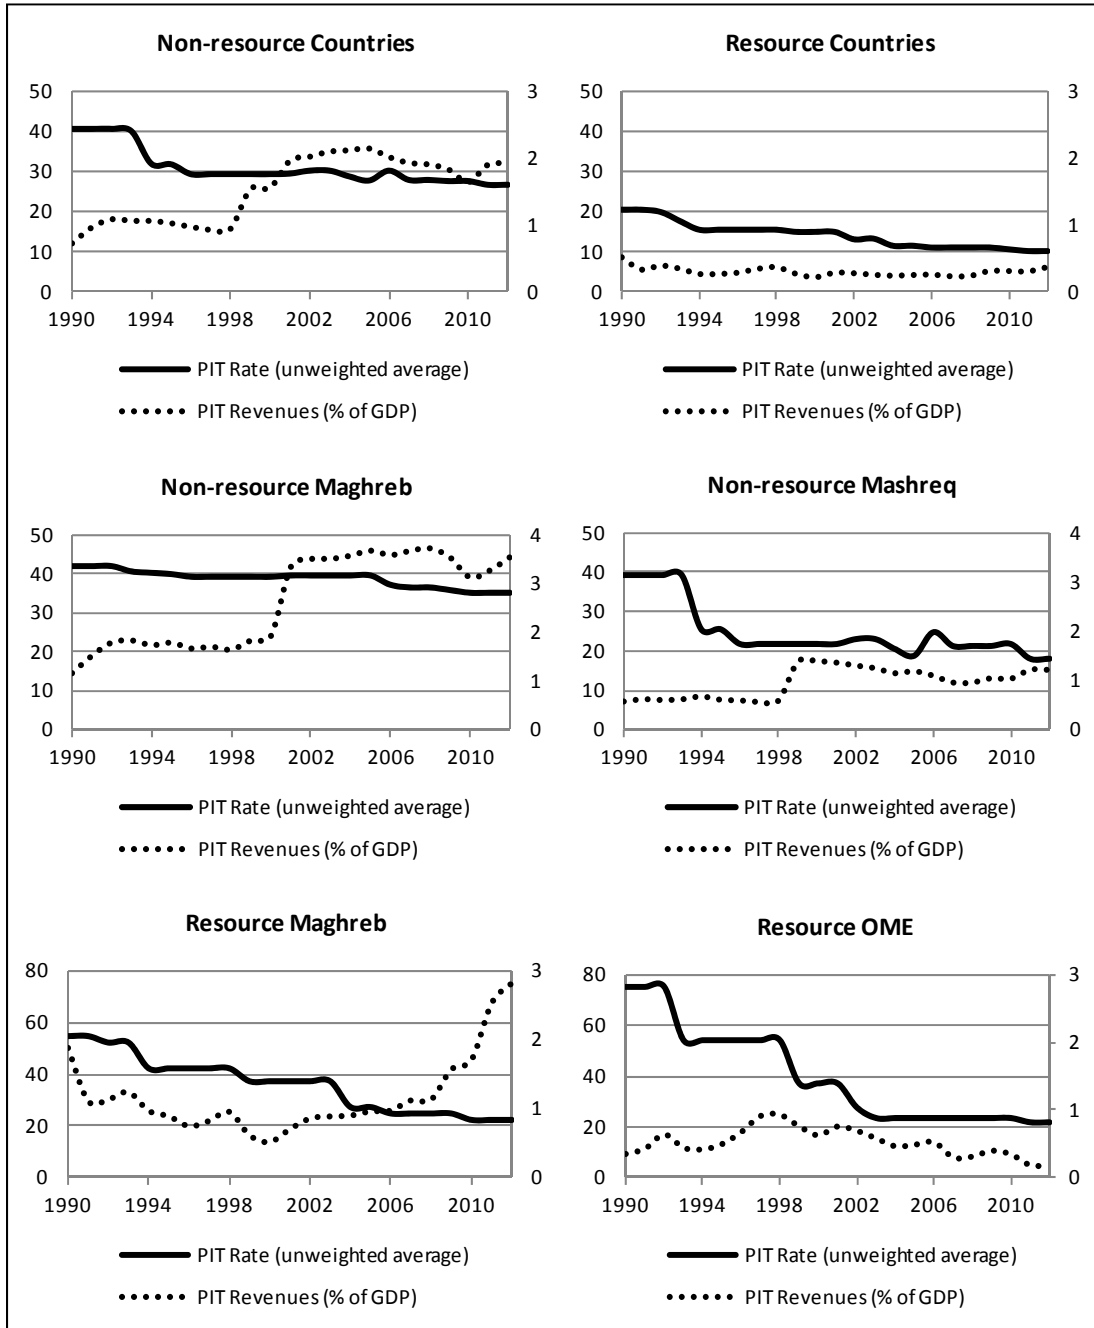 Non-resource Countries
50
40
30
20
10
0
3
2
1
0
1990 1994 1998 2002 2006 2010
PIT Rate (unweighted average)
PIT Revenues (% of GDP)
Resource Countries
50
40
30
20
10
0
3
2
1
0
1990 1994 1998 2002 2006 2010
PIT Rate (unweighted average)
PIT Revenues (% of GDP)
Non-resource Maghreb
50
40
30
20
10
0
4
3
2
1
0
1990 1994 1998 2002 2006 2010
PIT Rate (unweighted average)
PIT Revenues (% of GDP)
Non-resource Mashreq
50
40
30
20
10
0
4
3
2
1
0
1990 1994 1998 2002 2006 2010
PIT Rate (unweighted average)
PIT Revenues (% of GDP)
Resource Maghreb
80
60
40
20
0
3
2
1
0
1990 1994 1998 2002 2006 2010
PIT Rate (unweighted average)
PIT Revenues (% of GDP)
Resource OME
80
60
40
20
0
3
2
1
0
1990 1994 1998 2002 2006 2010
PIT Rate (unweighted average)
PIT Revenues (% of GDP)